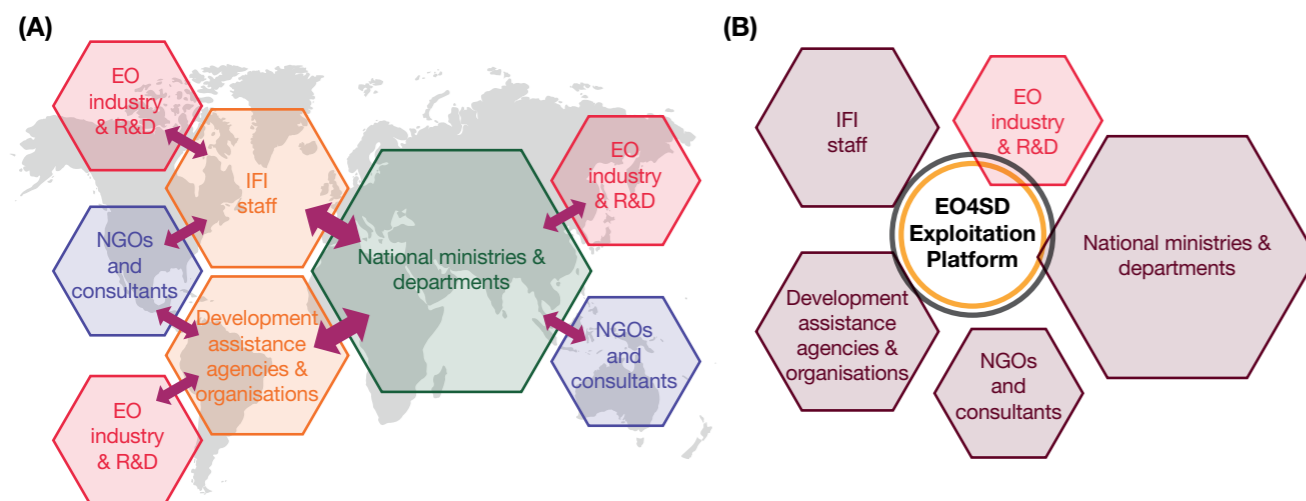 (A)
EO
industry
& R&D
IFI
staff
NGOs
and
consultants
Development
assistance
agencies &
organisations
EO
industry
& R&D
National ministries &
departments
EO
industry
& R&D
NGOs
and
consultants
(B)
IFI
staff
EO
industry
& R&D
EO4SD
Exploitation
Platform
National ministries &
departments
Development
assistance
agencies &
organisations
NGOs
and
consultants